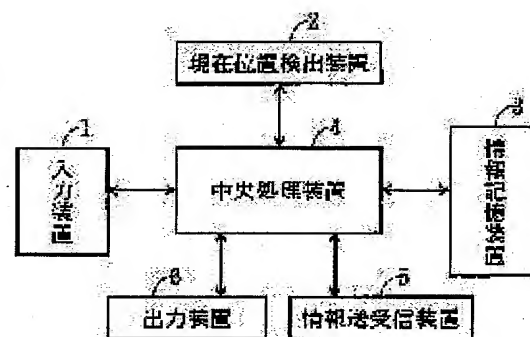 2
現在位置検出装置
1
入力装置
4
中央処理装置
3
情報記憶装置
6
出力装置
5
情報送受信装置